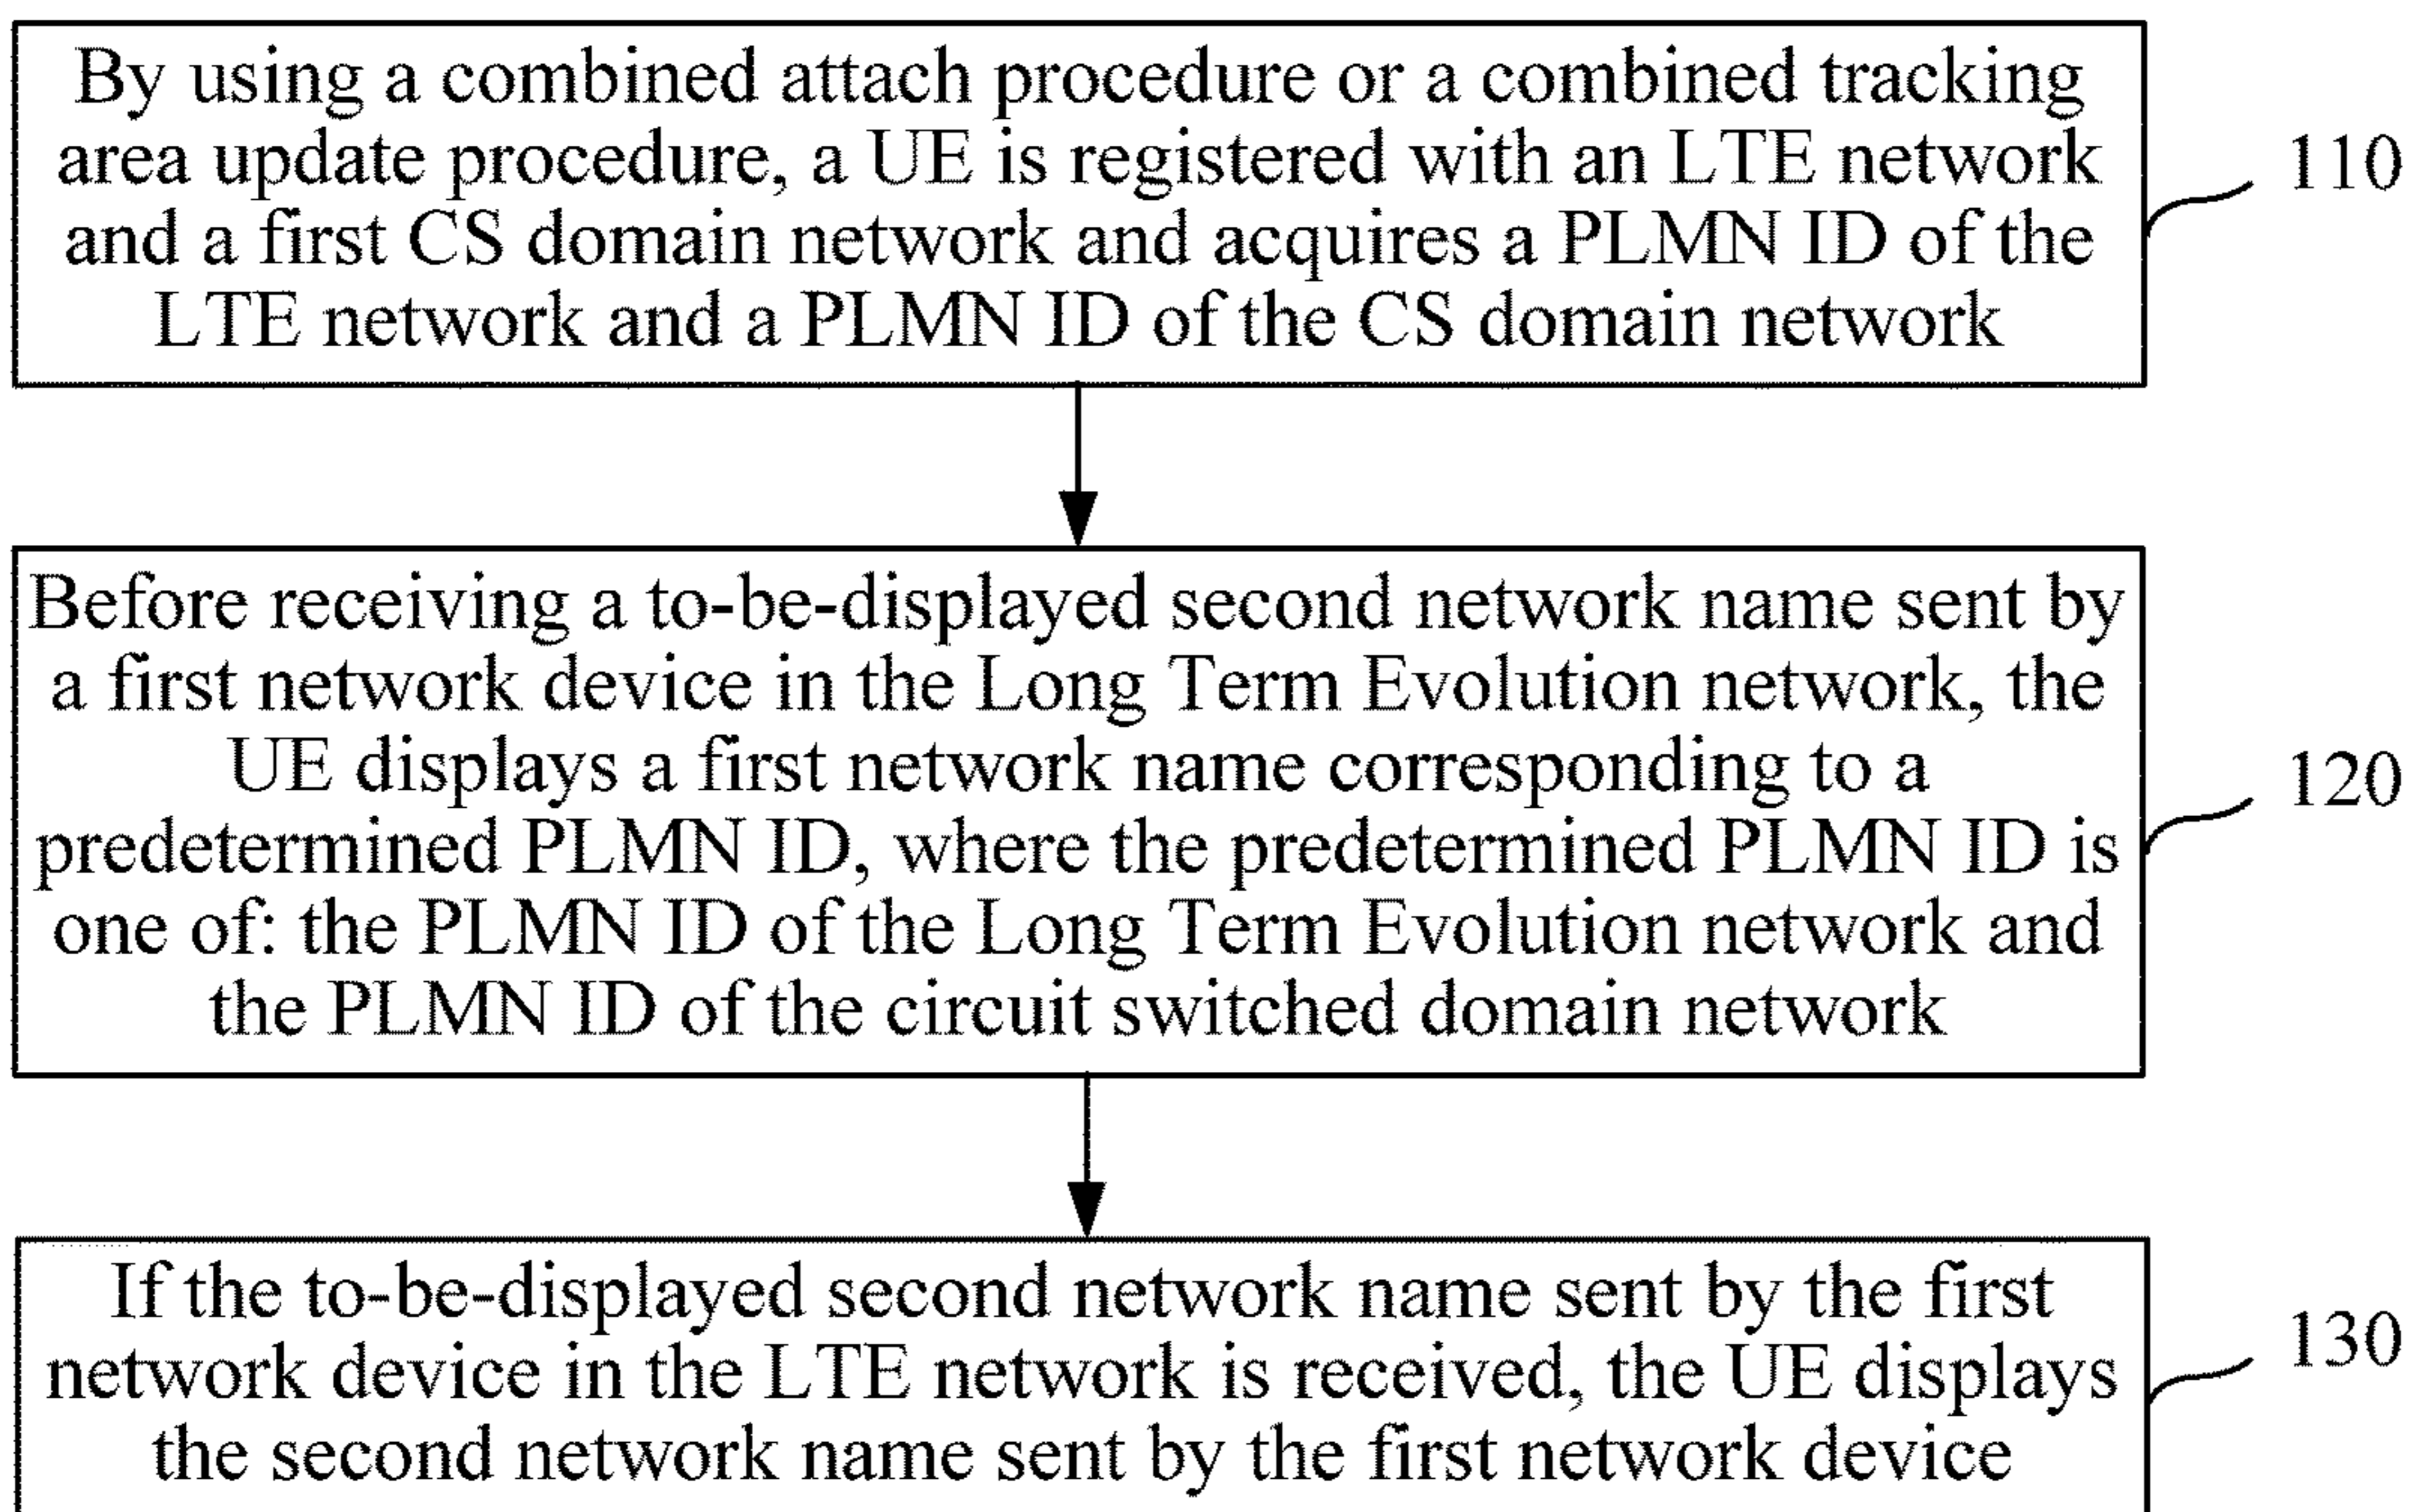 By using a combined attach procedure or a combined tracking
area update procedure, a UE is registered with an LTE network
and a first CS domain network and acquires a PLMN ID of the
LTE network and a PLMN ID of the CS domain network
110
Before receiving a to-be-displayed second network name sent by
a first network device in the Long Term Evolution network, the
UE displays a first network name corresponding to a
predetermined PLMN ID, where the predetermined PLMN ID is
one of: the PLMN ID of the Long Term Evolution network and
the PLMN ID of the circuit switched domain network
120
If the to-be-displayed second network name sent by the first
network device in the LTE network is received, the UE displays
the second network name sent by the first network device
130